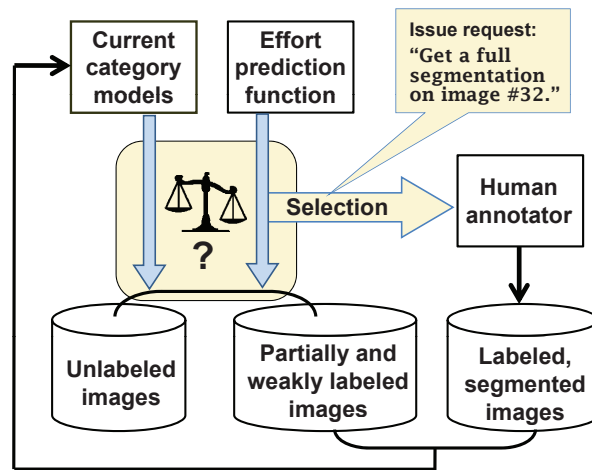 Current
category
models
Effort
prediction
function
Issue request:
“Get a full
segmentation
on image #32.”
?
Selection
Human
annotator
Unlabeled
images
Partially and
weakly labeled
images
Labeled,
segmented
images